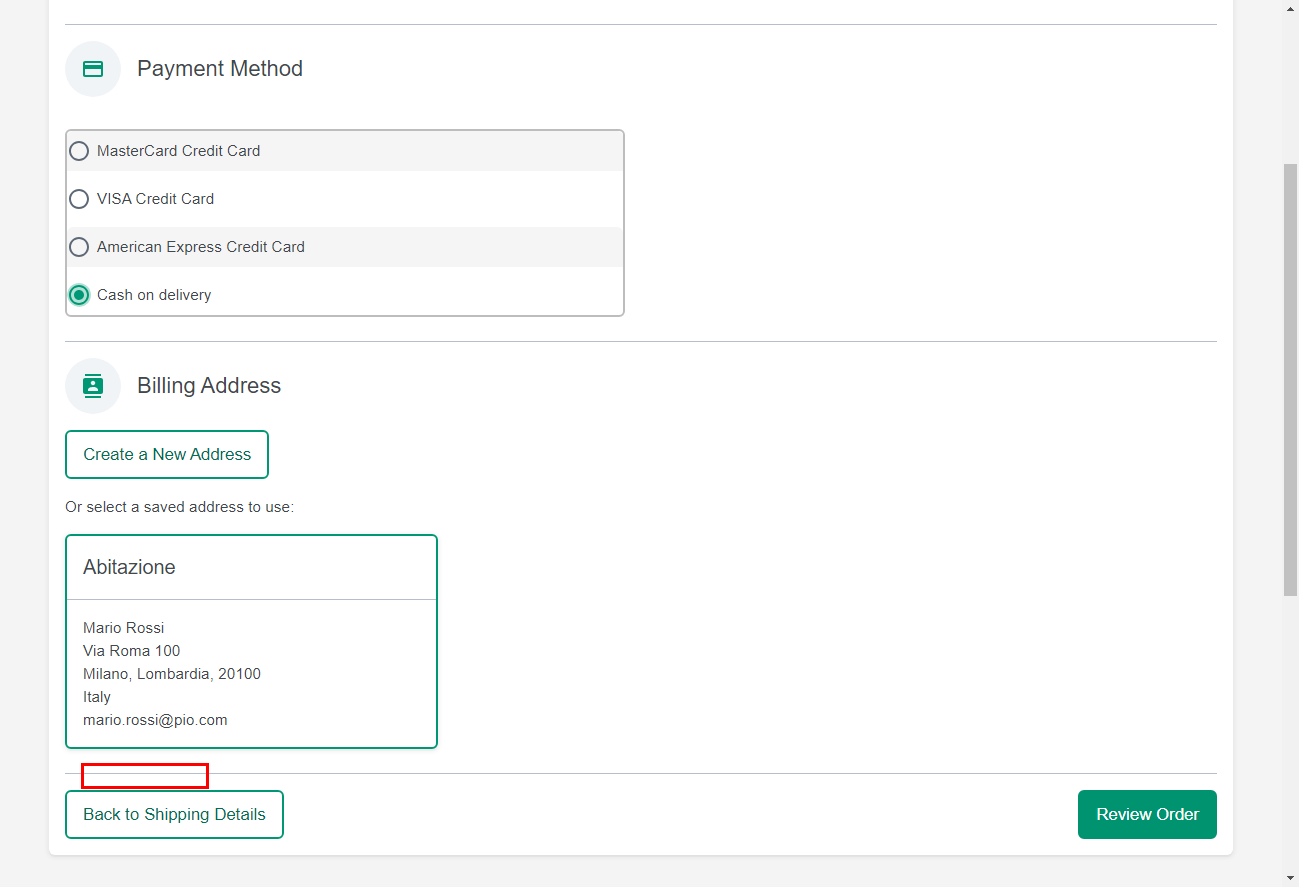 Payment Method
MasterCard Credit Card
VISA Credit Card
American Express Credit Card
Cash on delivery
Billing Address
Create a New Address
Or select a saved address to use:
Abitazione
Mario Rossi
Via Roma 100
Milano, Lombardia, 20100
Italy
mario.rossi@pio.com
Back to Shipping Details
Review Order